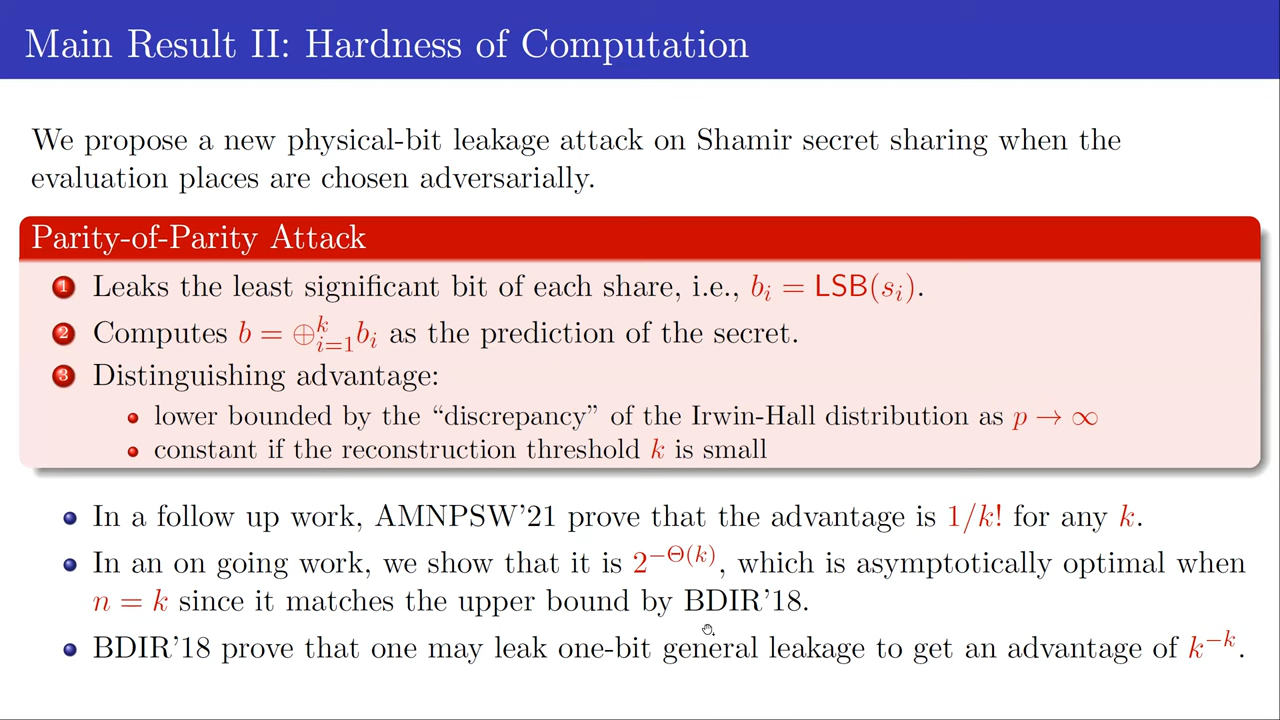 Main Result II: Hardness of Computation
We propose a new physical-bit leakage attack on Shamir secret sharing when the
evaluation places are chosen adversarially.
Parity-of-Parity Attack
1 Leaks the least significant bit of each share, i.e., b_i = LSB(s_i).
2 Computes b = ⊕_{i=1}^k b_i as the prediction of the secret.
3 Distinguishing advantage:
lower bounded by the “discrepancy” of the Irwin-Hall distribution as p → ∞
constant if the reconstruction threshold k is small
In a follow up work, AMNPSW'21 prove that the advantage is 1/k! for any k.
In an on going work, we show that it is 2^{−Θ(k)}, which is asymptotically optimal when
n = k since it matches the upper bound by BDIR'18.
BDIR'18 prove that one may leak one-bit general leakage to get an advantage of k^{−k}.